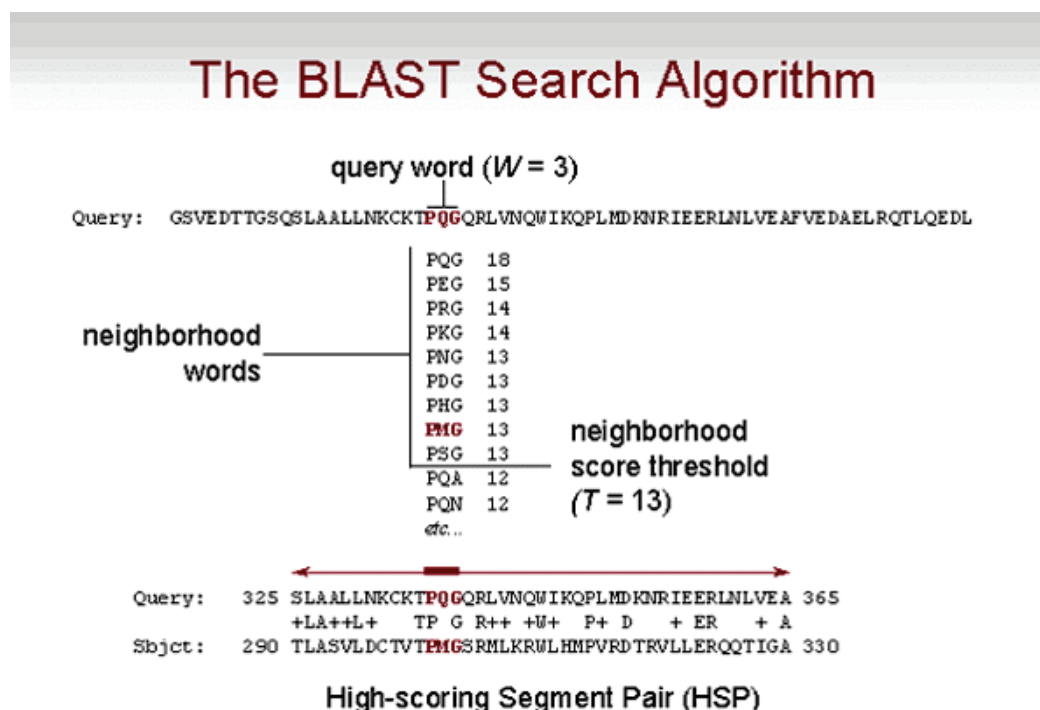 The BLAST Search Algorithm
query word (W = 3)
Query: GSVEDTTGSQSLAALLNKCKTPQGQRLVNQWIKQPLMDKNRIEERLNLVEAFVEDAELRQTLQEDL
PQG 18
PEG 15
PRG 14
PKG 14
PNG 13
PDG 13
PHG 13
PMG 13
PSG 13
PQA 12
PQN 12
etc...
neighborhood
words
neighborhood
score threshold
(T = 13)
Query: 325 SLAALLNKCKTPQGQRLVNQWIKQPLMDKNRIEERLNLVEA 365
+LA++L+ TP G R++ +W+ P+ D + ER + A
Sbjct: 290 TLASVLDCTVTPMGSRMLKRWLHMPVRDTRVLLERQQTIGA 330
High-scoring Segment Pair (HSP)